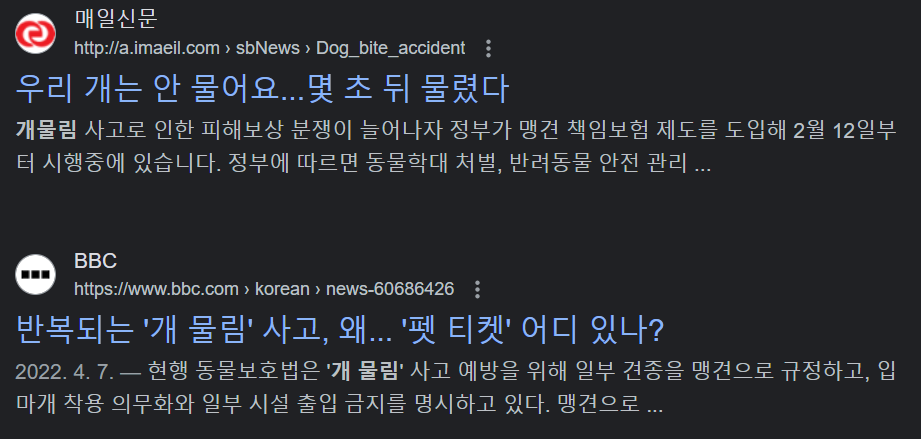 매일신문
http://a.imaeil.com › sbNews › Dog_bite_accident
우리 개는 안 물어요...몇 초 뒤 물렸다
개물림 사고로 인한 피해보상 분쟁이 늘어나자 정부가 맹견 책임보험 제도를 도입해 2월 12일부
터 시행중에 있습니다. 정부에 따르면 동물학대 처벌, 반려동물 안전 관리 ...
BBC
https://www.bbc.com › korean › news-60686426
반복되는 '개 물림' 사고, 왜... '펫 티켓' 어디 있나?
2022. 4. 7. — 현행 동물보호법은 '개 물림' 사고 예방을 위해 일부 견종을 맹견으로 규정하고, 입
마개 착용 의무화와 일부 시설 출입 금지를 명시하고 있다. 맹견으로 ...